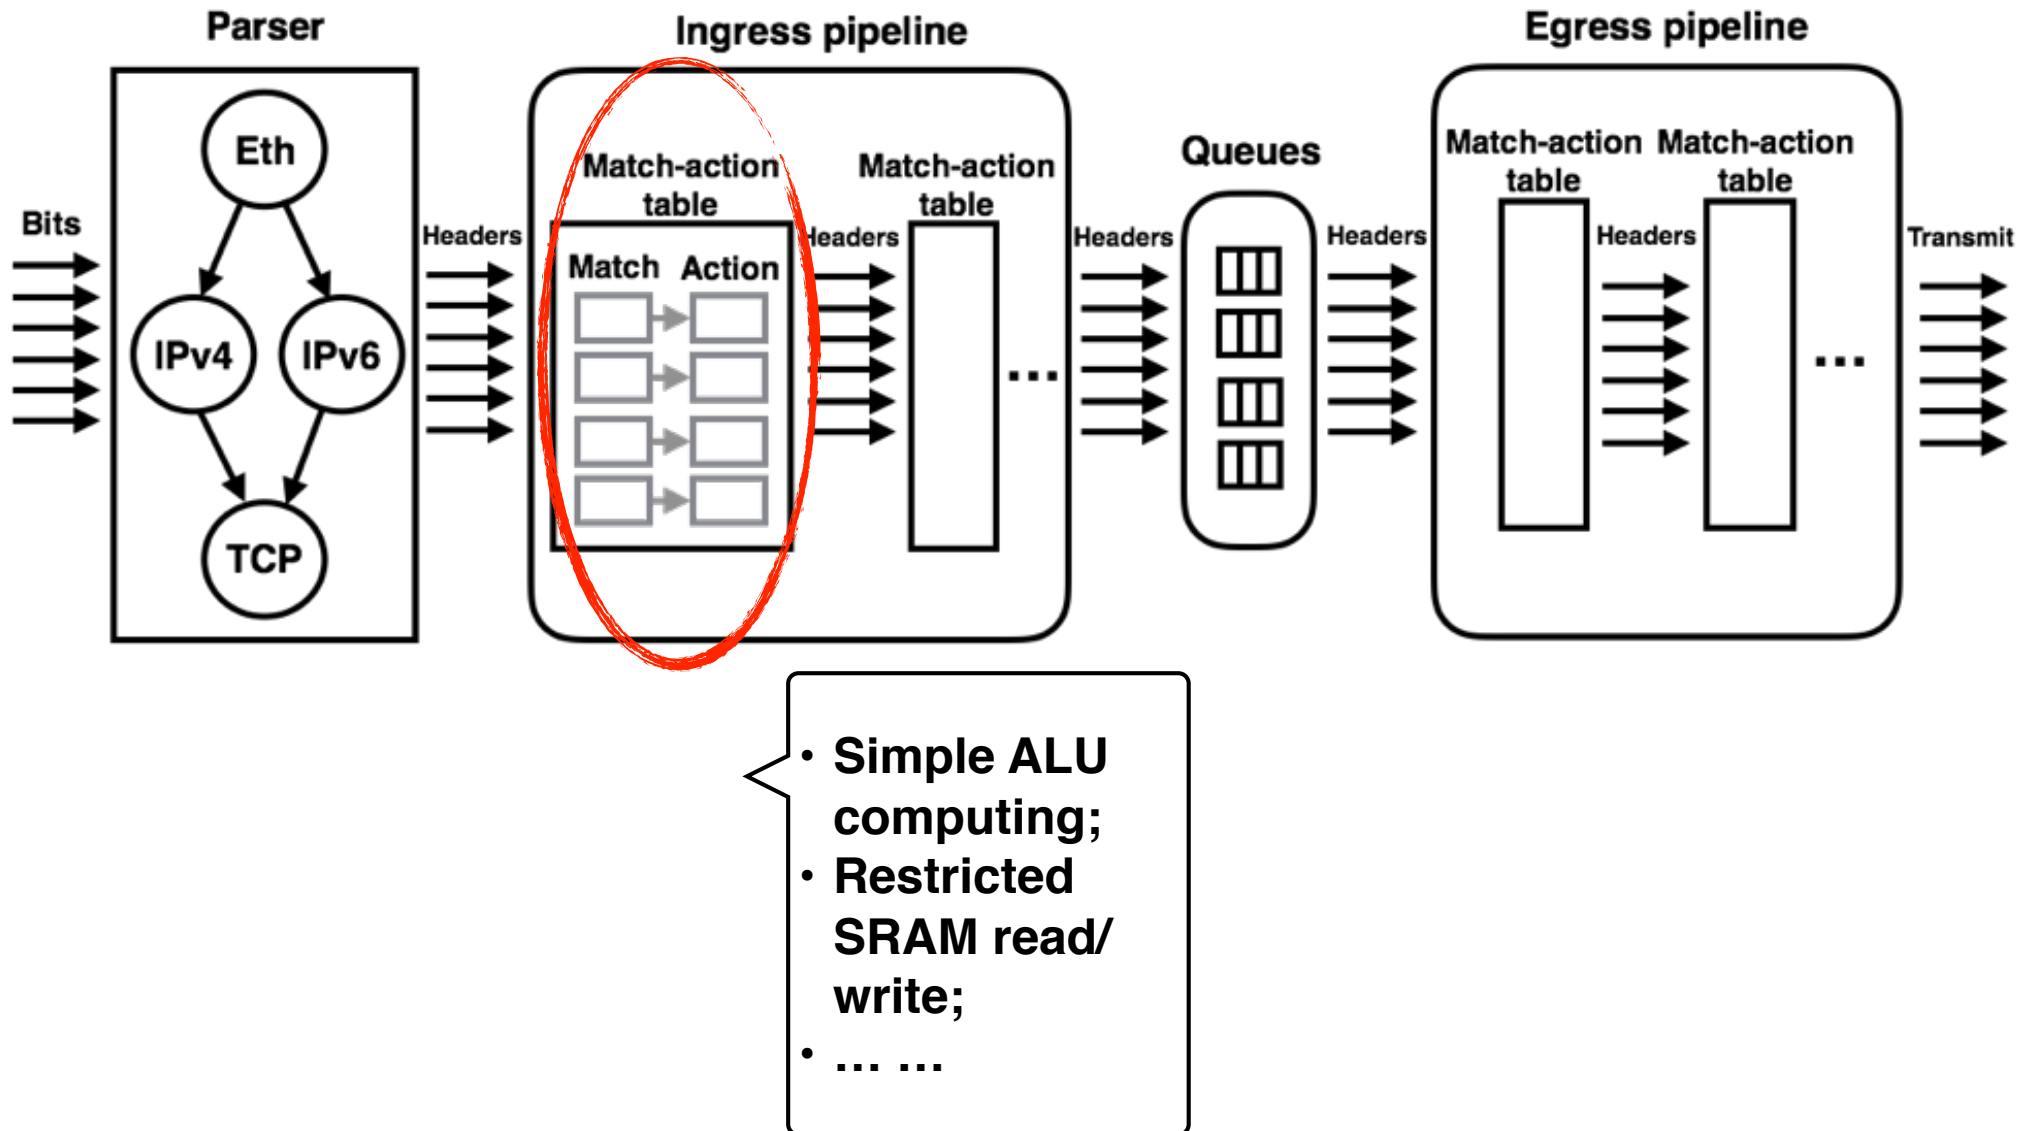 Parser
Ingress pipeline
Egress pipeline
Bits
Eth
IPv4
IPv6
TCP
Headers
Match-action
table
Match
Action
Headers
Match-action
table
...
Headers
Queues
Headers
Match-action
table
Headers
Match-action
table
...
Transmit
• Simple ALU
computing;
• Restricted
SRAM read/
write;
• ... ...